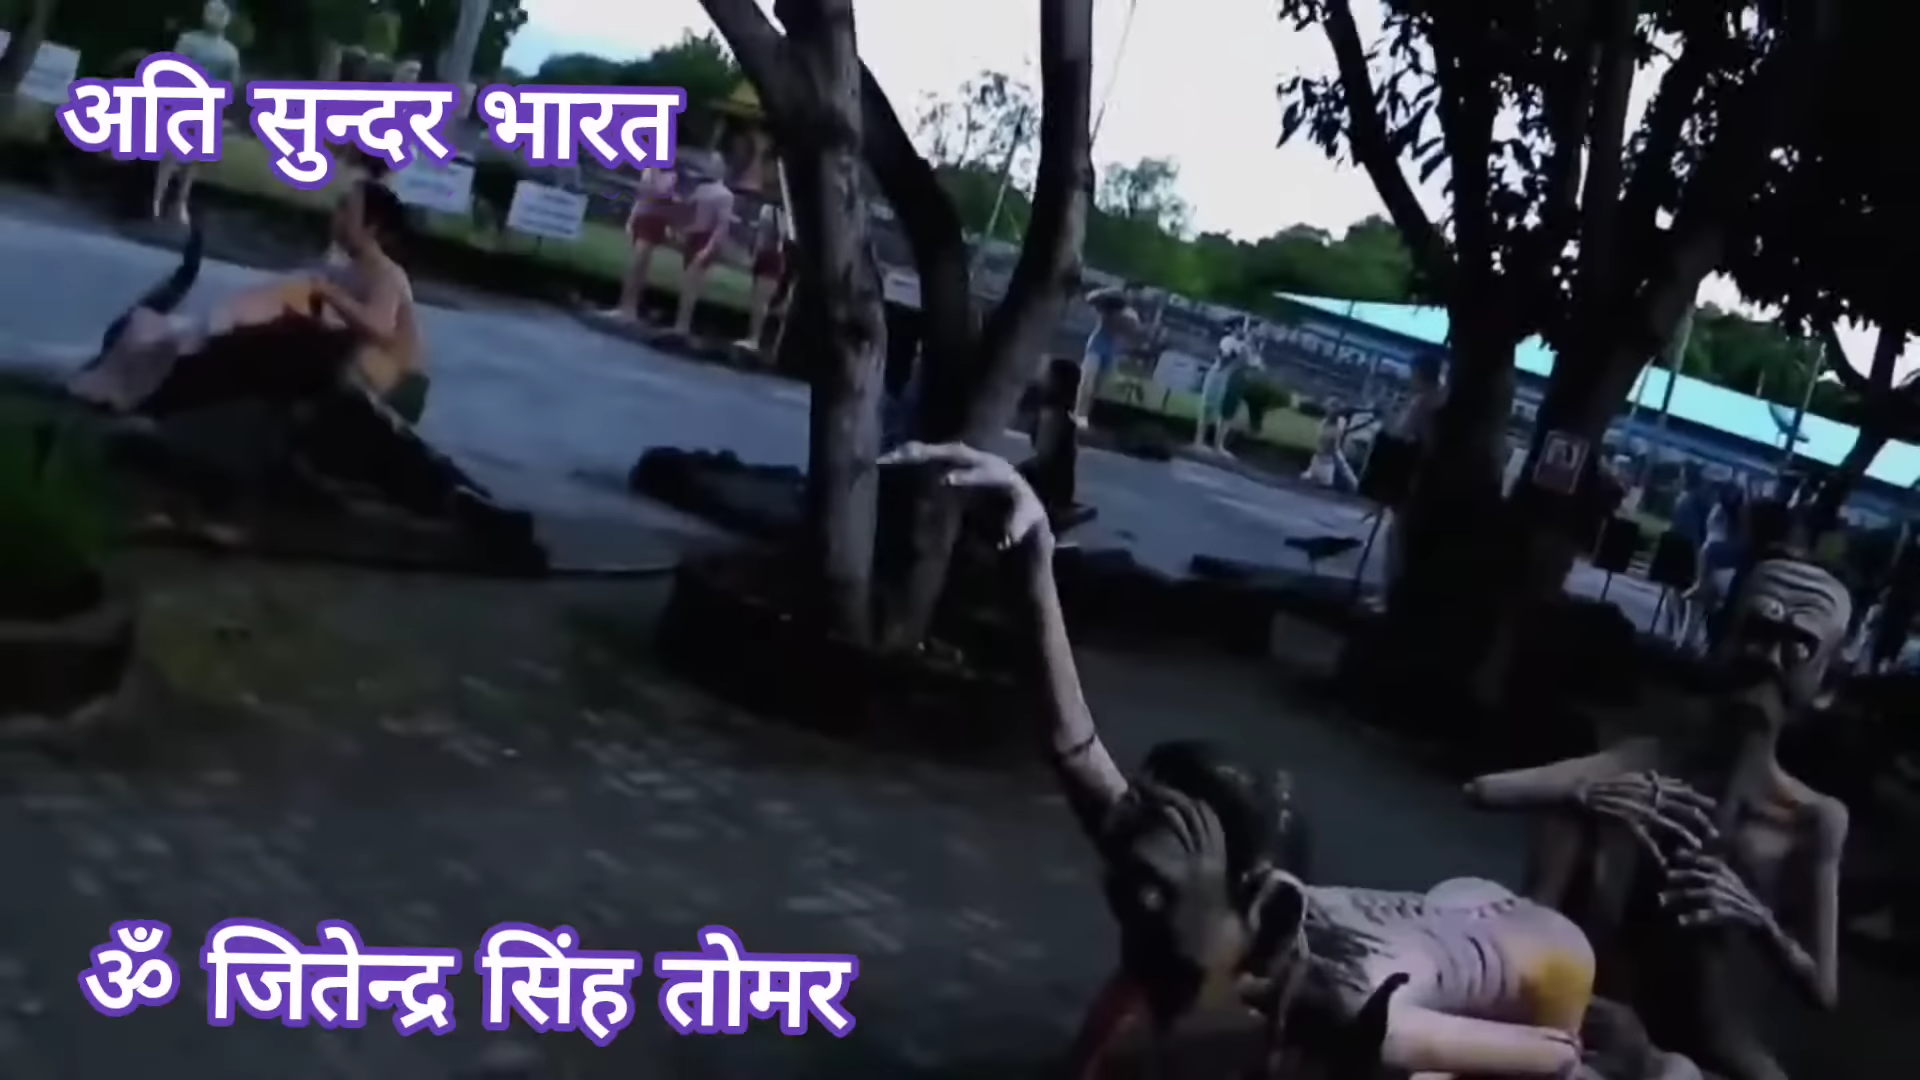 अति सुन्दर भारत
ॐ जितेन्द्र सिंह तोमर